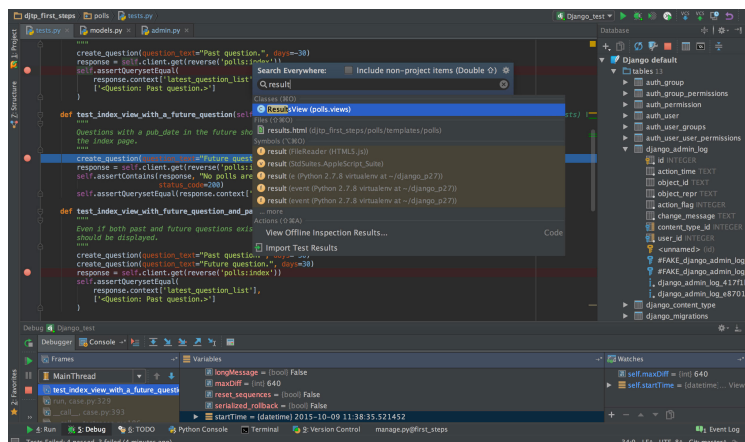 djtp_first_steps polls tests.py
Django_test
tests.py models.py admin.py
Database
1: Project
Z: Structure
2: Favorites
"""
create_question(question_text="Past question.", days=-30)
response = self.client.get(reverse('polls:index'))
self.assertQuerysetEqual(
response.context['latest_question_list']
['<Question: Past question.>']
)
def test_index_view_with_a_future_question(self
"""
Questions with a pub_date in the future sho
the index page.
"""
create_question(question_text="Future quest
response = self.client.get(reverse('polls:i
self.assertContains(response, "No polls are
status_code=200)
self.assertQuerysetEqual(response.context['
def test_index_view_with_future_question_and_pa
"""
Even if both past and future questions exis
should be displayed.
"""
create_question(question_text="Past question.", days=-30)
create_question(question_text="Future question.", days=30)
response = self.client.get(reverse('polls:index'))
self.assertQuerysetEqual(
response.context['latest_question_list'],
['<Question: Past question.>']
)
Search Everywhere: Include non-project items (Double ⇧)
result
Classes (⌘O)
ResultsView (polls.views)
Files (⇧⌘O)
results.html (djtp_first_steps/polls/templates/polls)
Symbols (⌥⌘O)
result (FileReader (HTML5.js))
result (StdSuites.AppleScript_Suite)
result (e (Python 2.7.8 virtualenv at ~/django_p27))
result (event (Python 2.7.8 virtualenv at ~/django_p27))
result (event (Python 2.7.8 virtualenv at ~/django_p27))
... more
Actions (⇧⌘A)
View Offline Inspection Results... Code
Import Test Results
Django default
tables 13
auth_group
auth_group_permissions
auth_permission
auth_user
auth_user_groups
auth_user_user_permissions
django_admin_log
id INTEGER
action_time TEXT
object_id TEXT
object_repr TEXT
action_flag INTEGER
change_message TEXT
content_type_id INTEGER
user_id INTEGER
<unnamed> (id)
#FAKE_django_admin_log
#FAKE_django_admin_log
django_admin_log_417f1
django_admin_log_e8701
django_content_type
django_migrations
Debug Django_test
Debugger Console
Frames
MainThread
test_index_view_with_a_future_questi
run, case.py:329
__call__, case.py:393
Variables
longMessage = {bool} False
maxDiff = {int} 640
reset_sequences = {bool} False
serialized_rollback = {bool} False
startTime = {datetime} 2015-10-09 11:38:35.521452
Watches
self.maxDiff = {int} 640
self.startTime = {datetime... View
4: Run 5: Debug 6: TODO Python Console Terminal 9: Version Control manage.py@first_steps Event Log